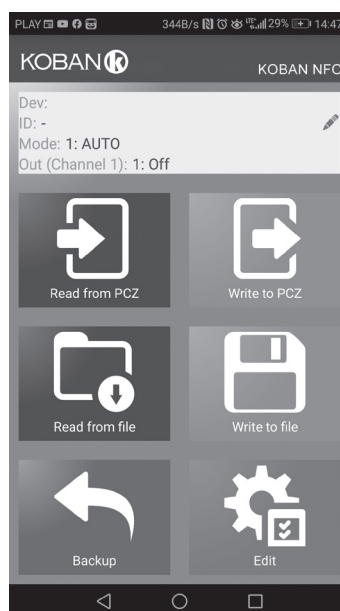 PLAY 344B/s LTE 29% 14:47
KOBAN K
KOBAN NFC
Dev:
ID: -
Mode: 1: AUTO
Out (Channel 1): 1: Off
Read from PCZ
Write to PCZ
Read from file
Write to file
Backup
Edit